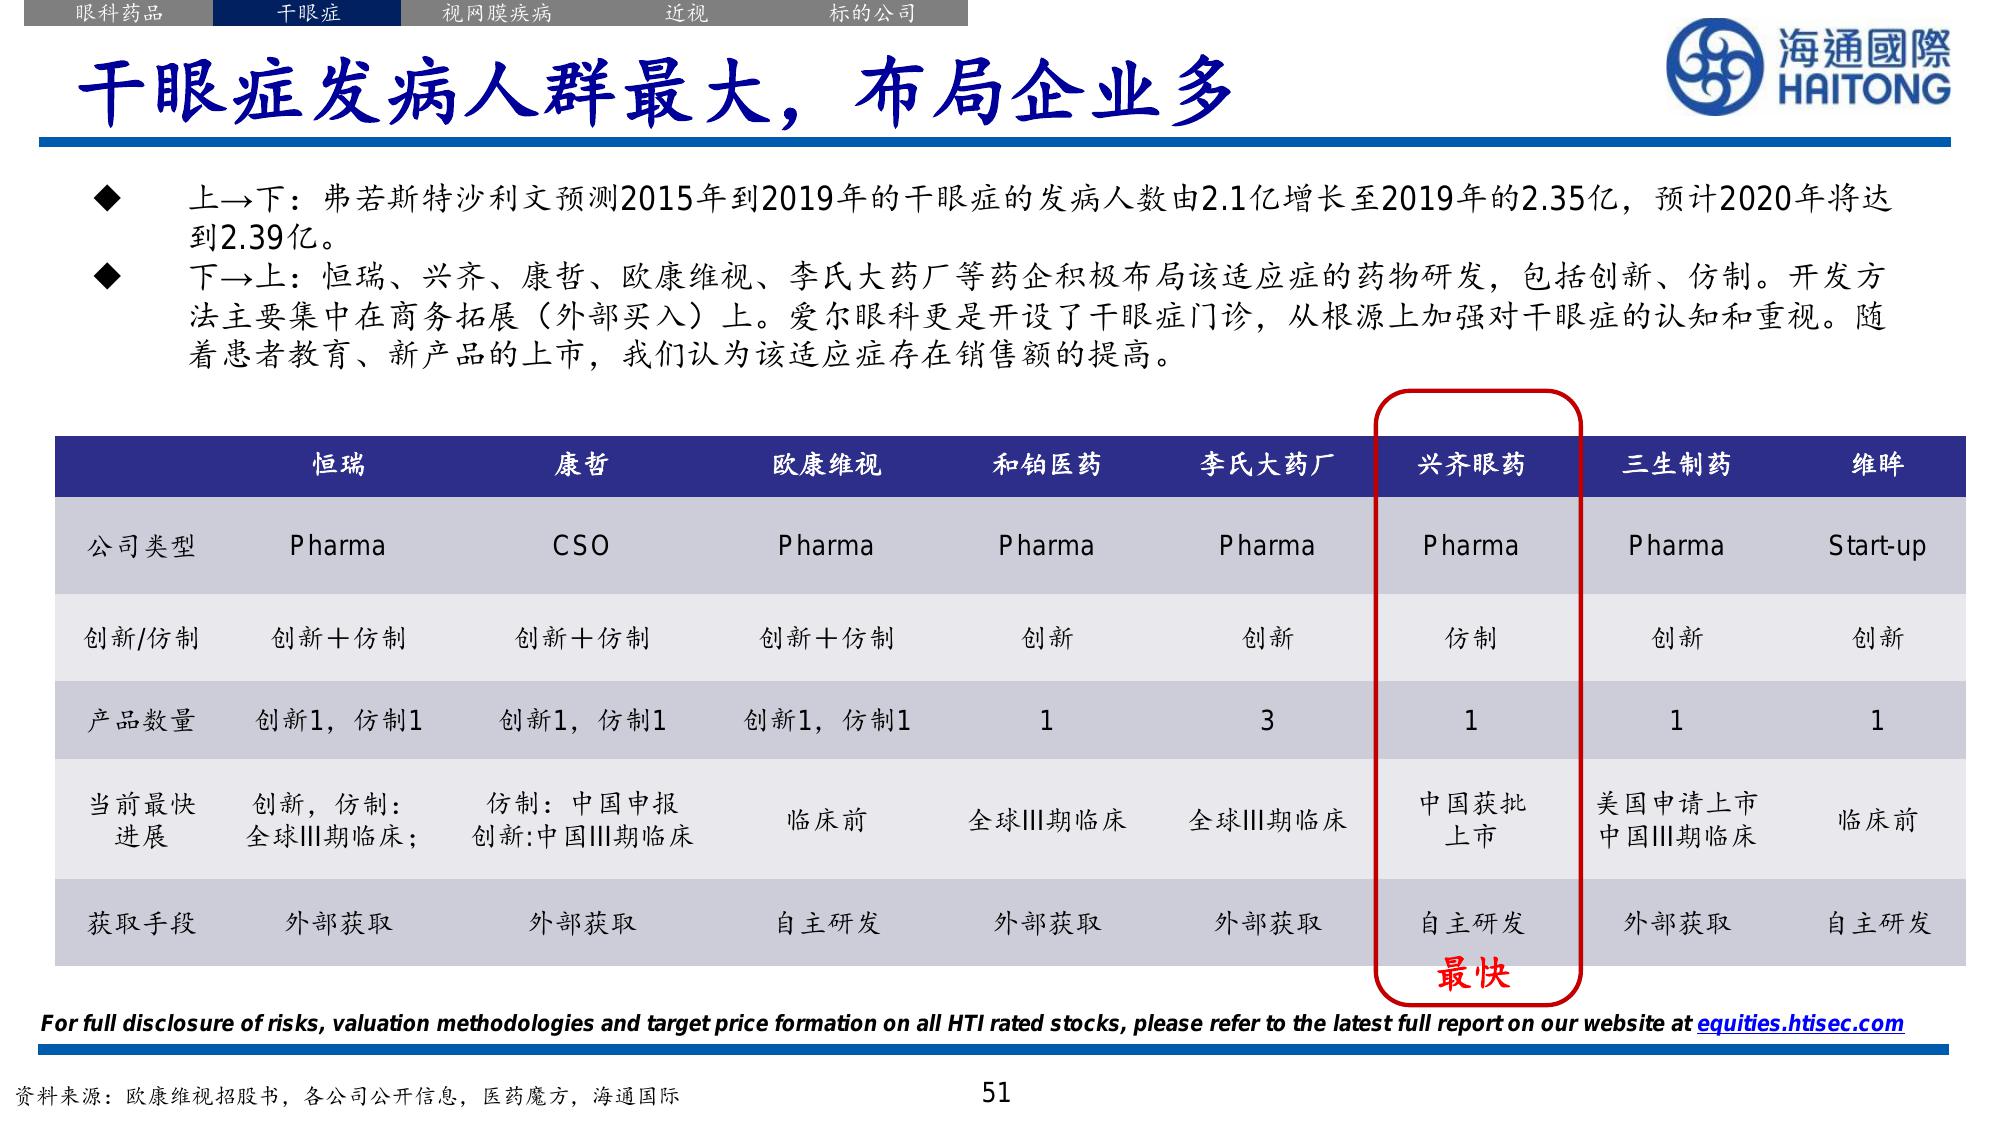 眼科药品 干眼症 视网膜疾病 近视 标的公司
海通國際
HAITONG
干眼症发病人群最大，布局企业多
◆ 上→下：弗若斯特沙利文预测2015年到2019年的干眼症的发病人数由2.1亿增长至2019年的2.35亿，预计2020年将达
到2.39亿。
◆ 下→上：恒瑞、兴齐、康哲、欧康维视、李氏大药厂等药企积极布局该适应症的药物研发，包括创新、仿制。开发方
法主要集中在商务拓展（外部买入）上。爱尔眼科更是开设了干眼症门诊，从根源上加强对干眼症的认知和重视。随
着患者教育、新产品的上市，我们认为该适应症存在销售额的提高。
恒瑞 康哲 欧康维视 和铂医药 李氏大药厂 兴齐眼药 三生制药 维眸
公司类型 Pharma CSO Pharma Pharma Pharma Pharma Pharma Start-up
创新/仿制 创新＋仿制 创新＋仿制 创新＋仿制 创新 创新 仿制 创新 创新
产品数量 创新1，仿制1 创新1，仿制1 创新1，仿制1 1 3 1 1 1
当前最快
进展
创新，仿制：
全球III期临床；
仿制：中国申报
创新:中国III期临床
临床前
全球III期临床
全球III期临床
中国获批
上市
美国申请上市
中国III期临床
临床前
获取手段 外部获取 外部获取 自主研发 外部获取 外部获取 自主研发 外部获取 自主研发
最快
For full disclosure of risks, valuation methodologies and target price formation on all HTI rated stocks, please refer to the latest full report on our website at equities.htisec.com
资料来源：欧康维视招股书，各公司公开信息，医药魔方，海通国际
51